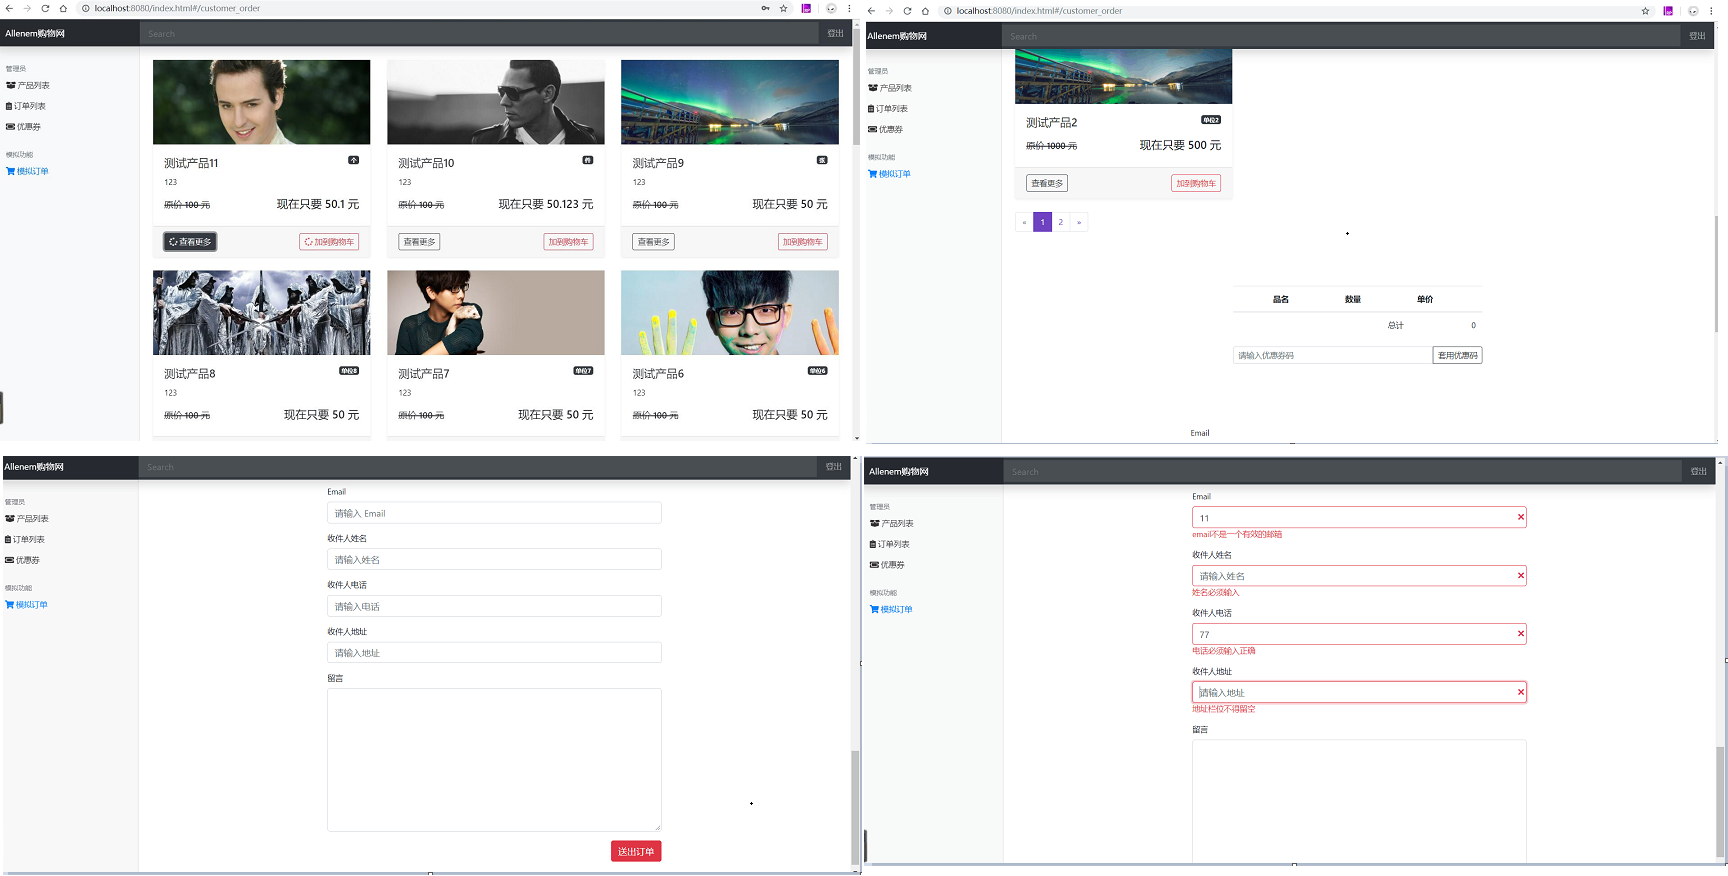 localhost:8080/index.html#/customer_order
Allenem购物网
Search
登出
管理员
产品列表
订单列表
优惠券
模拟功能
模拟订单
测试产品11
个
123
原价 100 元
现在只要 50.1 元
查看更多
加到购物车
测试产品10
123
原价 100 元
现在只要 50.123 元
查看更多
加到购物车
测试产品9
张
123
原价 100 元
现在只要 50 元
查看更多
加到购物车
测试产品8
单位8
123
原价 100 元
现在只要 50 元
测试产品7
单位7
123
原价 100 元
现在只要 50 元
测试产品6
单位6
123
原价 100 元
现在只要 50 元
localhost:8080/index.html#/customer_order
Allenem购物网
Search
登出
管理员
产品列表
订单列表
优惠券
模拟功能
模拟订单
测试产品2
单位2
原价 1000 元
现在只要 500 元
查看更多
加到购物车
« 1 2 »
品名 数量 单价
总计 0
请输入优惠券码 套用优惠码
Email
Allenem购物网
Search
登出
管理员
产品列表
订单列表
优惠券
模拟功能
模拟订单
Email
请输入 Email
收件人姓名
请输入姓名
收件人电话
请输入电话
收件人地址
请输入地址
留言
送出订单
Allenem购物网
Search
登出
管理员
产品列表
订单列表
优惠券
模拟功能
模拟订单
Email
11
email不是一个有效的邮箱
收件人姓名
请输入姓名
姓名必须输入
收件人电话
77
电话必须输入正确
收件人地址
请输入地址
地址栏位不得留空
留言